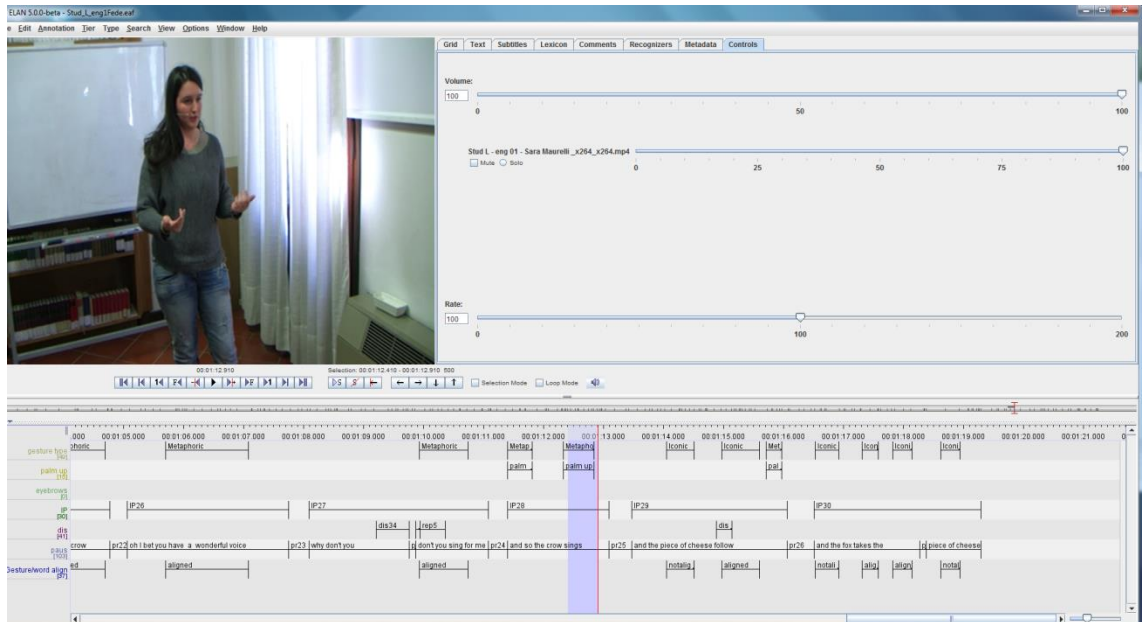 ELAN 5.0.0-beta - Stud_L_eng1Fede.eaf
e Edit Annotation Tier Type Search View Options Window Help
Grid Text Subtitles Lexicon Comments Recognizers Metadata Controls
Volume:
100
0 50 100
Stud L - eng 01 - Sara Maurelli _x264_x264.mp4
Mute Solo
0 25 50 75 100
Rate:
100
0 100 200
00:01:12.910 Selection: 00:01:12.410 - 00:01:12.910 500
Selection Mode Loop Mode
.000 00:01:05.000 00:01:06.000 00:01:07.000 00:01:08.000 00:01:09.000 00:01:10.000 00:01:11.000 00:01:12.000 00:01:13.000 00:01:14.000 00:01:15.000 00:01:16.000 00:01:17.000 00:01:18.000 00:01:19.000 00:01:20.000 00:01:21.000 0
gesture type phoric Metaphoric Metaphoric Metap Metapho Iconic Iconic Met Iconic Icon Iconi Iconi
palm up palm palm up pal
eyebrows
IP IP26 IP27 IP28 IP29 IP30
dis dis34 rep5 dis
[41]
paus crow pr22 oh I bet you have a wonderful voice pr23 why don't you p don't you sing for me pr24 and so the crow sings pr25 and the piece of cheese follow pr26 and the fox takes the p piece of cheese
Gesture/word align ed aligned aligned notalig aligned notali alig align notal